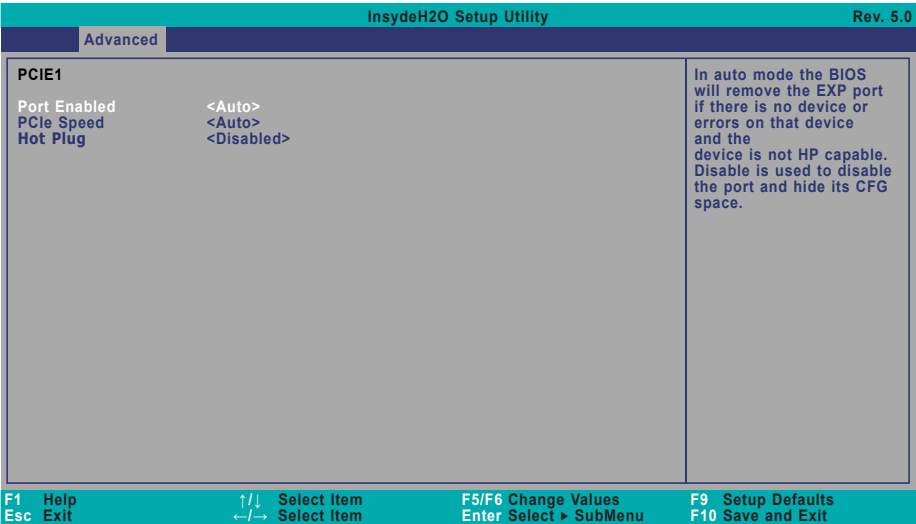 InsydeH2O Setup Utility Rev. 5.0
Advanced
PCIE1
Port Enabled <Auto>
PCIe Speed <Auto>
Hot Plug <Disabled>
In auto mode the BIOS
will remove the EXP port
if there is no device or
errors on that device
and the
device is not HP capable.
Disable is used to disable
the port and hide its CFG
space.
F1 Help ↑/↓ Select Item F5/F6 Change Values F9 Setup Defaults
Esc Exit ←/→ Select Item Enter Select ▶ SubMenu F10 Save and Exit